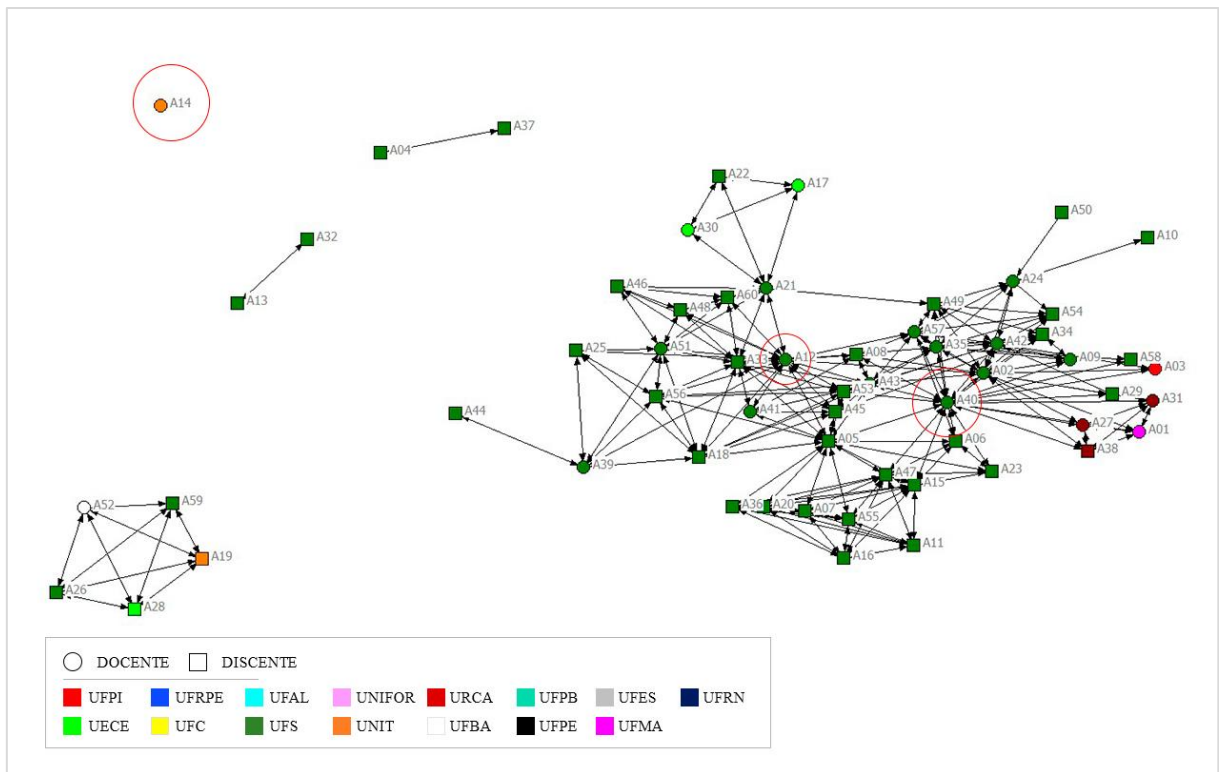 A14
A37
A04
A22
A17
A50
A30
A10
A32
A24
A46
A21
A60
A13
A49
A48
A54
A57
A34
A25
A51
A35
A42
A33
A12
A08
A09
A58
A03
A02
A43
A56
A53
A29
A40
A31
A44
A41
A45
A27
A01
A05
A06
A38
A18
A39
A47
A23
A15
A52
A59
A36
A20
A07
A55
A11
A19
A16
A26
A28
DOCENTE DISCENTE
UFPI UFRPE UFAL UNIFOR URCA UFPB UFES UFRN
UECE UFC UFS UNIT UFBA UFPE UFMA